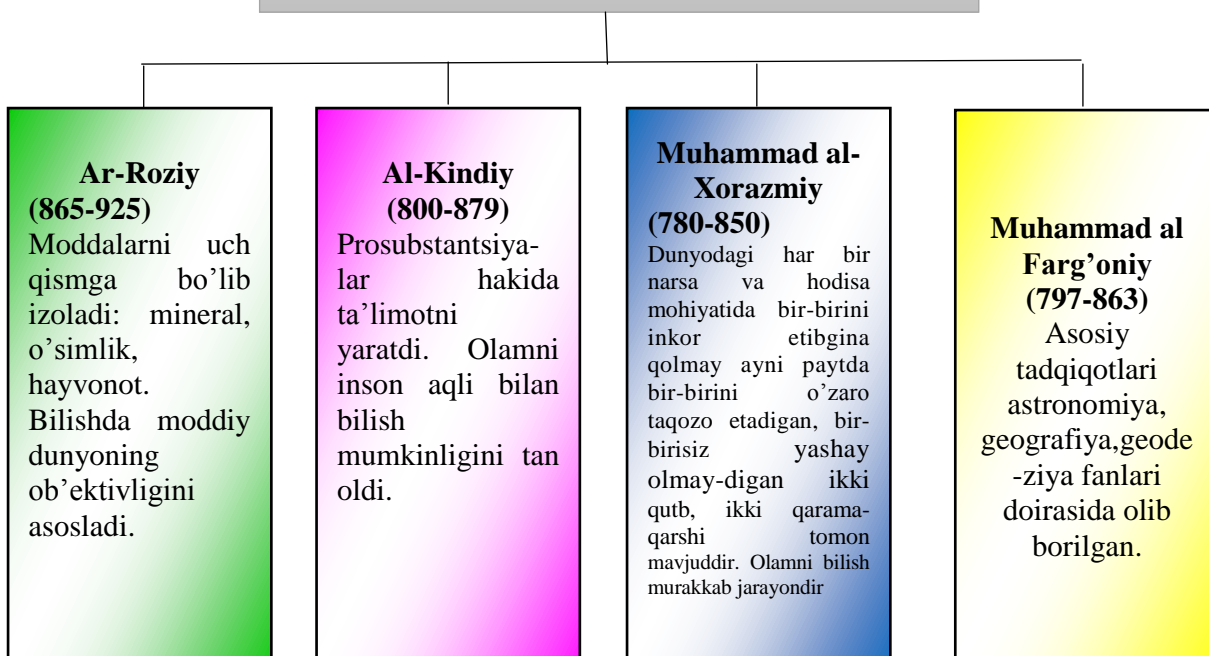 Ar-Roziy
(865-925)
Moddalarni uch
qismga bo’lib
izoladi: mineral,
o’simlik,
hayvonot.
Bilishda moddiy
dunyoning
ob’ektivligini
asosladi.
Al-Kindiy
(800-879)
Prosubstantsiya-
lar hakida
ta’limotni
yaratdi. Olamni
inson aqli bilan
bilish
mumkinligini tan
oldi.
Muhammad al-
Xorazmiy
(780-850)
Dunyodagi har bir
narsa va hodisa
mohiyatida bir-birini
inkor etibgina
qolmay ayni paytda
bir-birini o’zaro
taqozo etadigan, bir-
birisiz yashay
olmay-digan ikki
qutb, ikki qarama-
qarshi tomon
mavjuddir. Olamni bilish
murakkab jarayondir
Muhammad al
Farg’oniy
(797-863)
Asosiy
tadqiqotlari
astronomiya,
geografiya,geode
-ziya fanlari
doirasida olib
borilgan.